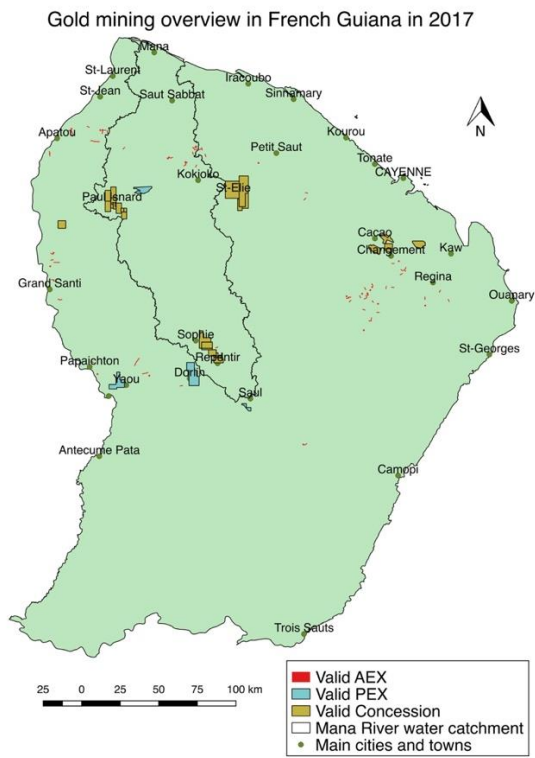 Gold mining overview in French Guiana in 2017
Mana
St-Laurent
St-Jean
Saut Sabbat
Iracoubo
Sinnamary
N
Apatou
Kourou
Petit Saut
Tonate
CAYENNE
Kokioko
St-Elie
Paul Isnard
Cacao
Changement
Kaw
Regina
Grand Santi
Ouapary
Sophie
Repentir
St-Georges
Papaichton
Dorlin
Yaou
Saul
Antecume Pata
Camopi
Trois Sauts
25 0 25 50 75 100 km
Valid AEX
Valid PEX
Valid Concession
Mana River water catchment
Main cities and towns